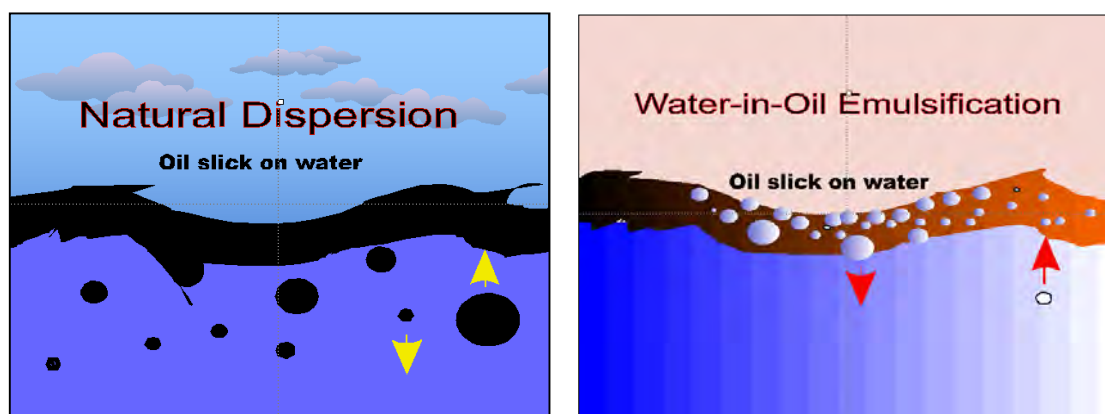 Natural Dispersion
Oil slick on water
Water-in-Oil Emulsification
Oil slick on water